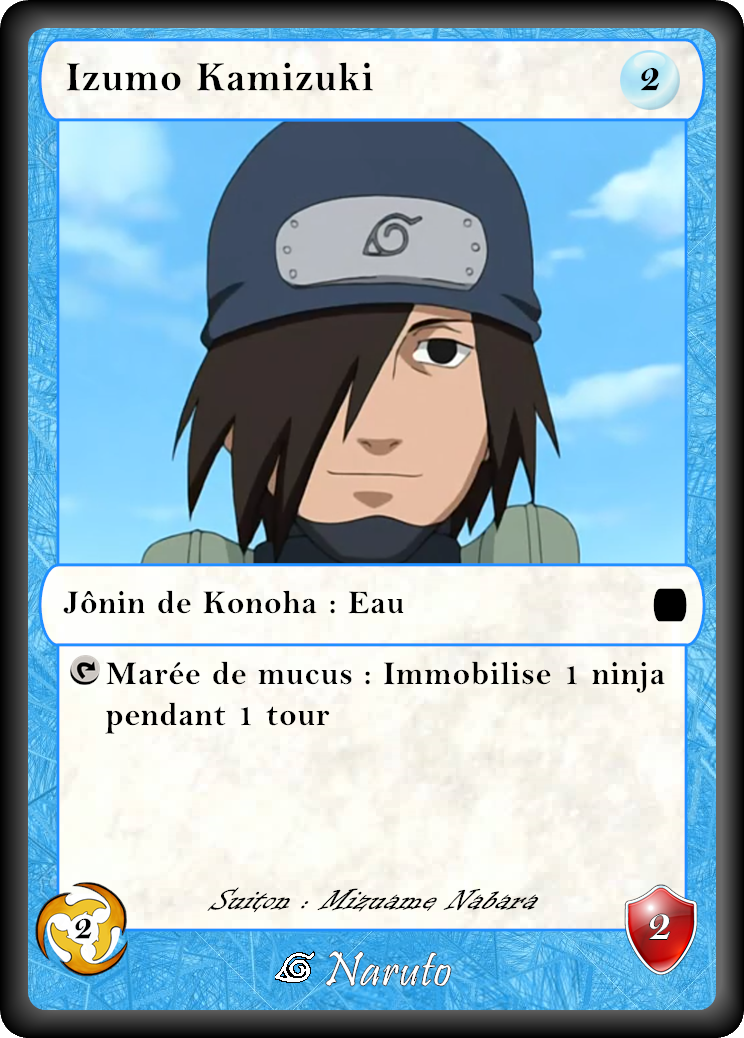 Izumo Kamizuki
2
Jônin de Konoha : Eau
Marée de mucus : Immobilise 1 ninja
pendant 1 tour
Suiton : Mizuame Nabara
2
2
Naruto